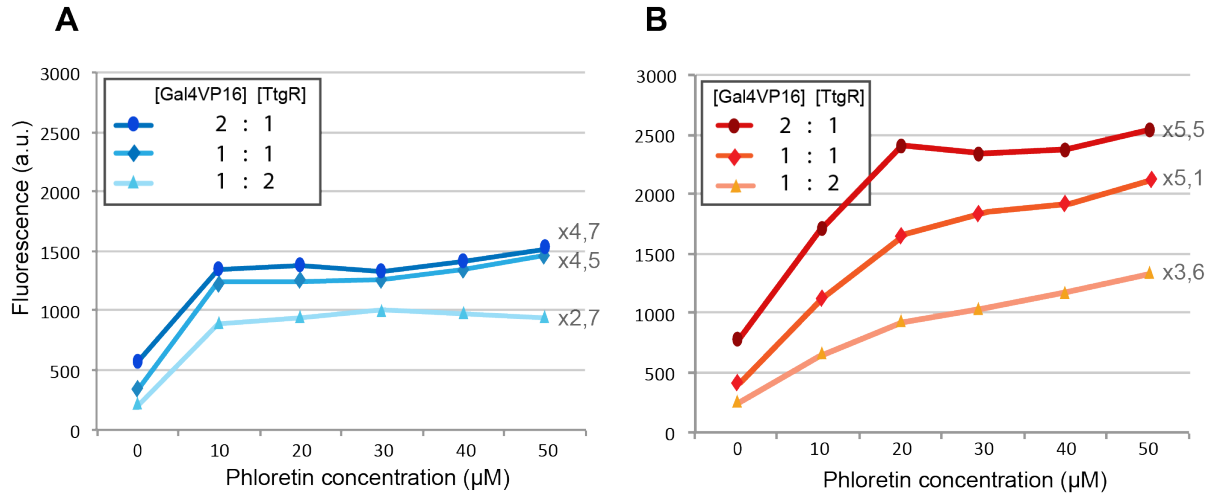 A
3000
2500
2000
1500
1000
500
0
Fluorescence (a.u.)
[Gal4VP16] [TtgR]
2 : 1
1 : 1
1 : 2
x4,7
x4,5
x2,7
0 10 20 30 40 50
Phloretin concentration (µM)
B
3000
2500
2000
1500
1000
500
0
[Gal4VP16] [TtgR]
2 : 1
1 : 1
1 : 2
x5,5
x5,1
x3,6
0 10 20 30 40 50
Phloretin concentration (µM)